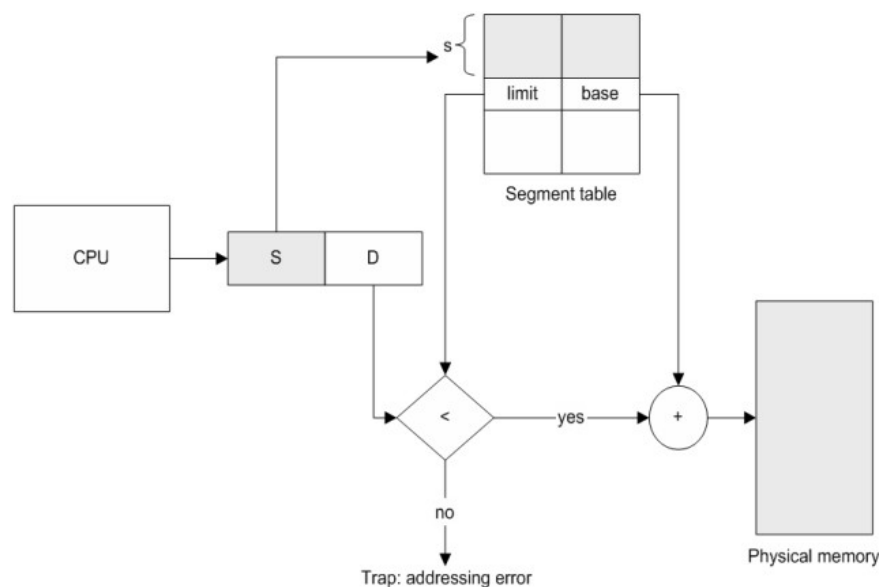 s
limit
base
Segment table
CPU
S
D
<
yes
+
no
Physical memory
Trap: addressing error